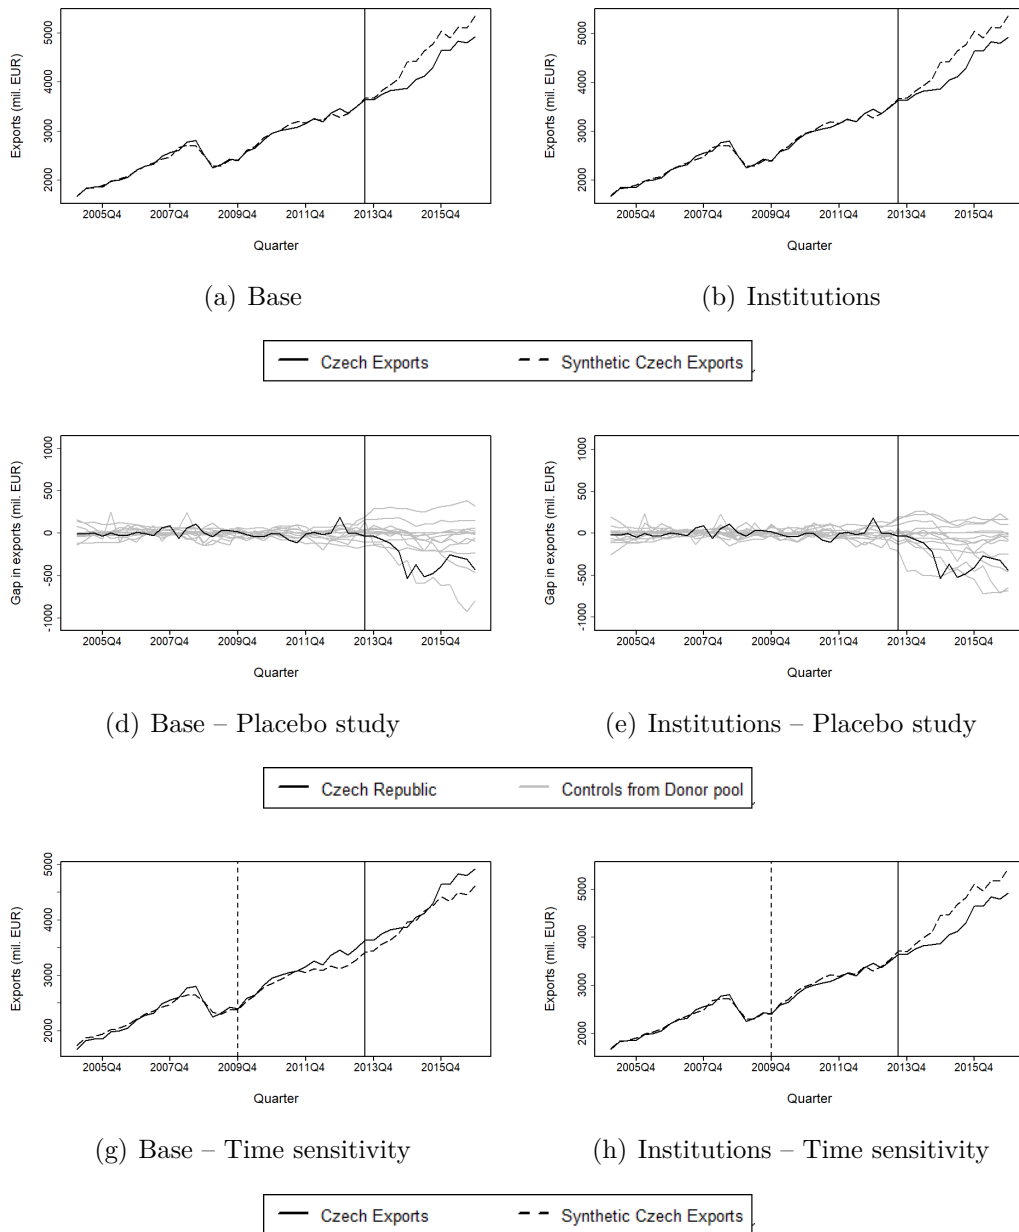 Exports (mil. EUR)
5000
4000
3000
2000
2005Q4 2007Q4 2009Q4 2011Q4 2013Q4 2015Q4
Quarter
(a) Base
Exports (mil. EUR)
5000
4000
3000
2000
2005Q4 2007Q4 2009Q4 2011Q4 2013Q4 2015Q4
Quarter
(b) Institutions
Czech Exports Synthetic Czech Exports
Gap in exports (mil. EUR)
1000
500
0
-500
-1000
2005Q4 2007Q4 2009Q4 2011Q4 2013Q4 2015Q4
Quarter
(d) Base – Placebo study
Gap in exports (mil. EUR)
1000
500
0
-500
-1000
2005Q4 2007Q4 2009Q4 2011Q4 2013Q4 2015Q4
Quarter
(e) Institutions – Placebo study
Czech Republic Controls from Donor pool
Exports (mil. EUR)
5000
4000
3000
2000
2005Q4 2007Q4 2009Q4 2011Q4 2013Q4 2015Q4
Quarter
(g) Base – Time sensitivity
Exports (mil. EUR)
5000
4000
3000
2000
2005Q4 2007Q4 2009Q4 2011Q4 2013Q4 2015Q4
Quarter
(h) Institutions – Time sensitivity
Czech Exports Synthetic Czech Exports